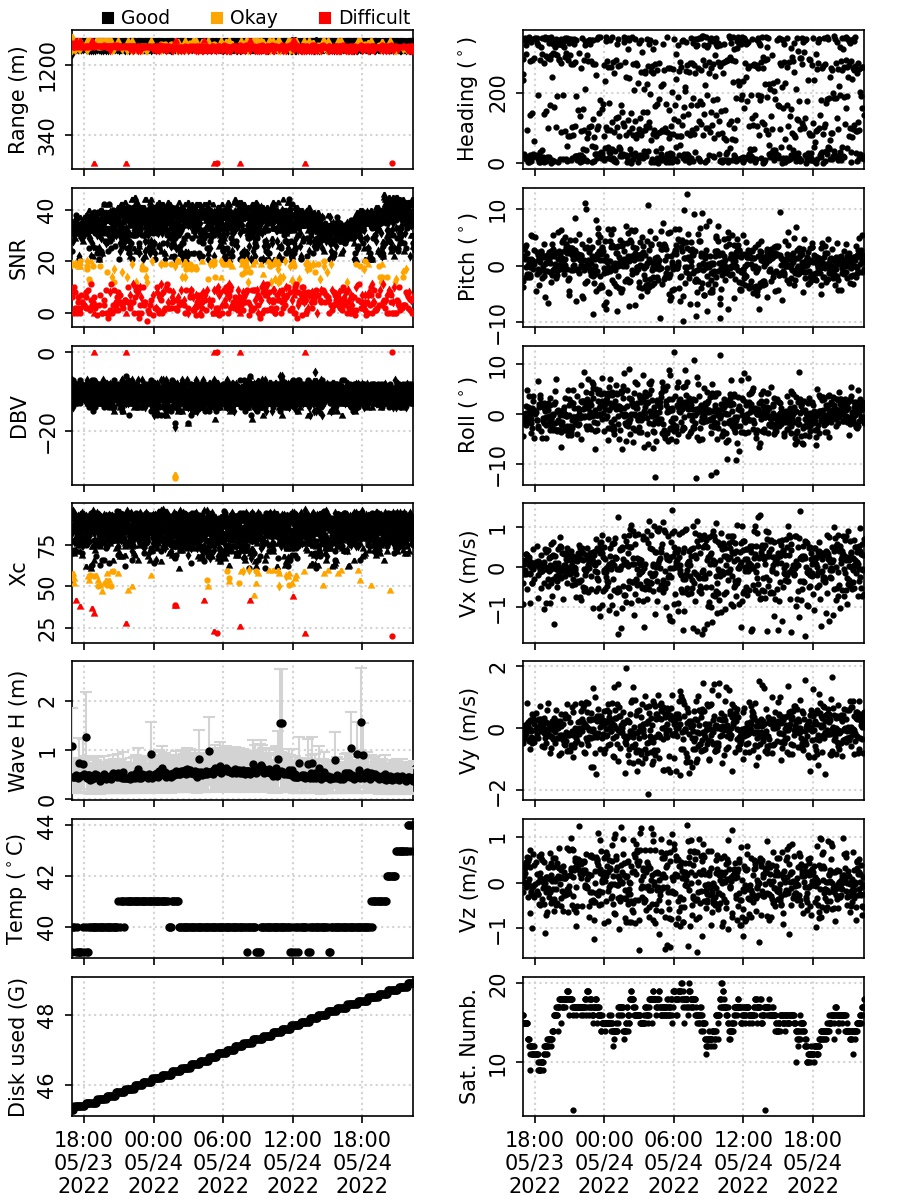 Good Okay Difficult
Range (m)
1200
340
Heading (°)
200
0
SNR
40
20
0
Pitch (°)
10
0
−10
DBV
0
−20
Roll (°)
10
0
−10
Xc
75
50
25
Vx (m/s)
1
0
−1
Wave H (m)
2
1
0
Vy (m/s)
2
0
−2
Temp (°C)
44
42
40
Vz (m/s)
1
0
−1
Disk used (G)
48
46
Sat. Numb.
20
10
18:00 00:00 06:00 12:00 18:00
05/23 05/24 05/24 05/24 05/24
2022 2022 2022 2022 2022
18:00 00:00 06:00 12:00 18:00
05/23 05/24 05/24 05/24 05/24
2022 2022 2022 2022 2022